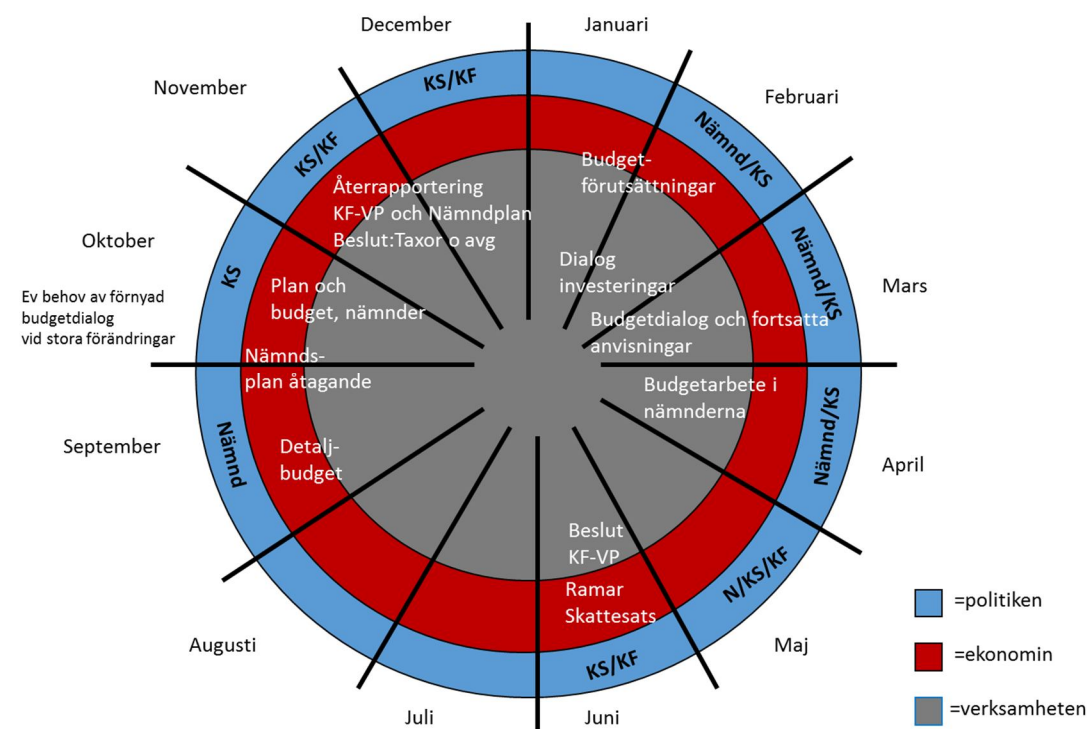 December
Januari
November
Februari
KS/KF
KS/KF
Nämnd/KS
Budget-
förutsättningar
Återrapportering
KF-VP och Nämndplan
Beslut:Taxor o avg
Oktober
KS
Ev behov av förnyad
budgetdialog
vid stora förändringar
Plan och
budget, nämnder
Dialog
investeringar
Nämnd/KS
Mars
Budgetdialog och fortsatta
anvisningar
Nämnds-
plan åtagande
Budgetarbete i
nämnderna
Nämnd/KS
September
Nämnd
Detalj-
budget
April
Beslut
KF-VP
Ramar
Skattesats
N/KS/KF
KS/KF
Augusti
Maj
Juli
Juni
=politiken
=ekonomin
=verksamheten